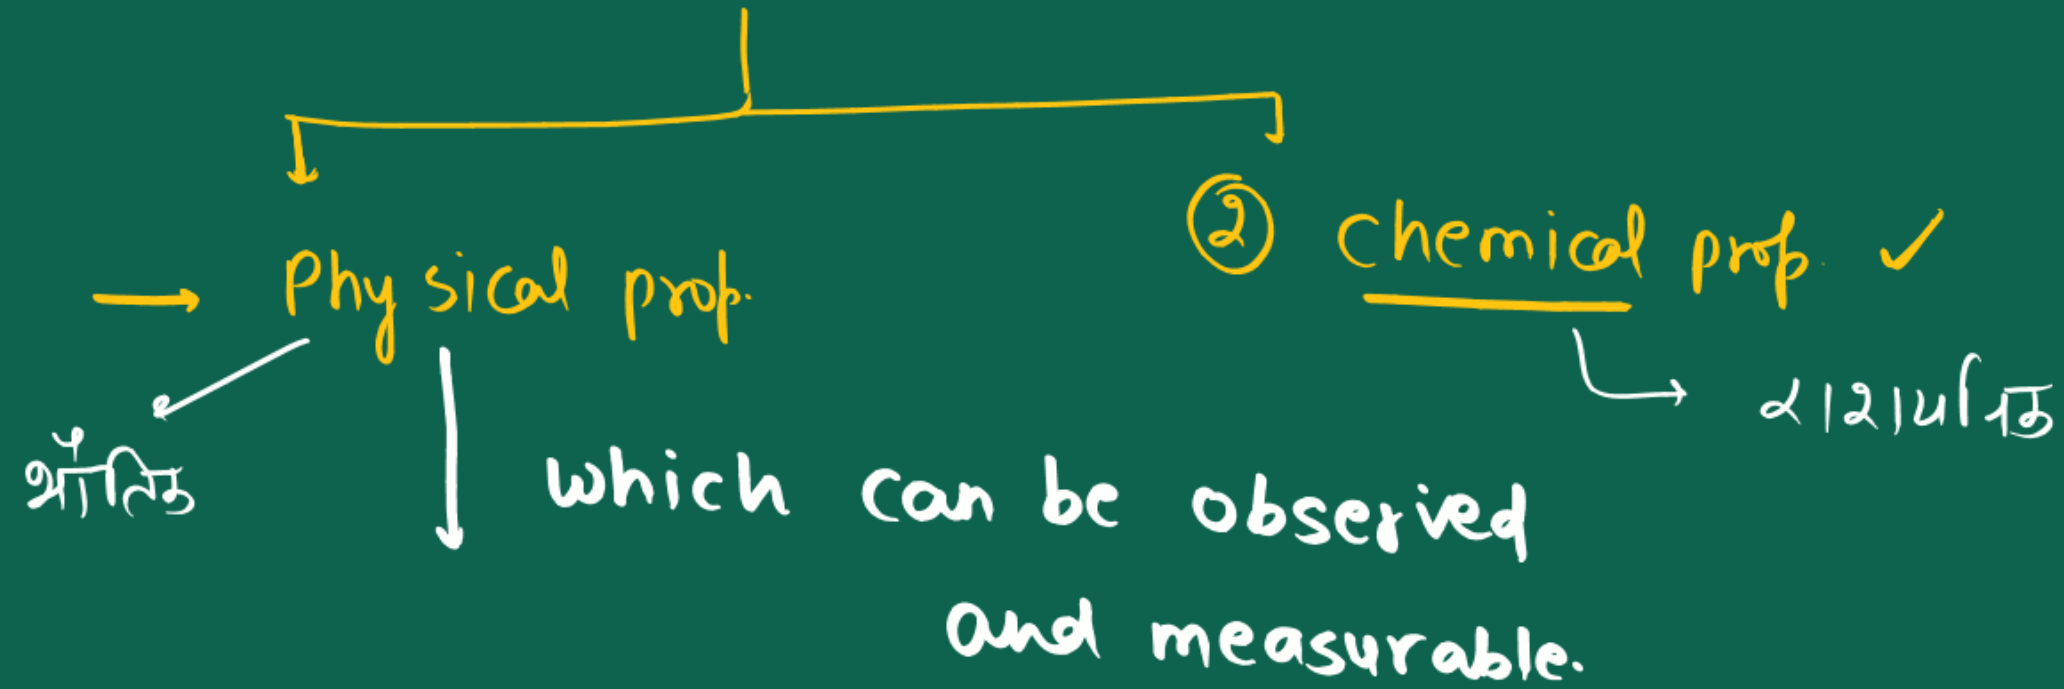 ② Chemical prop. ✓
→ Physical prop.
राशायनिक
भौतिक
which can be observed
and measurable.